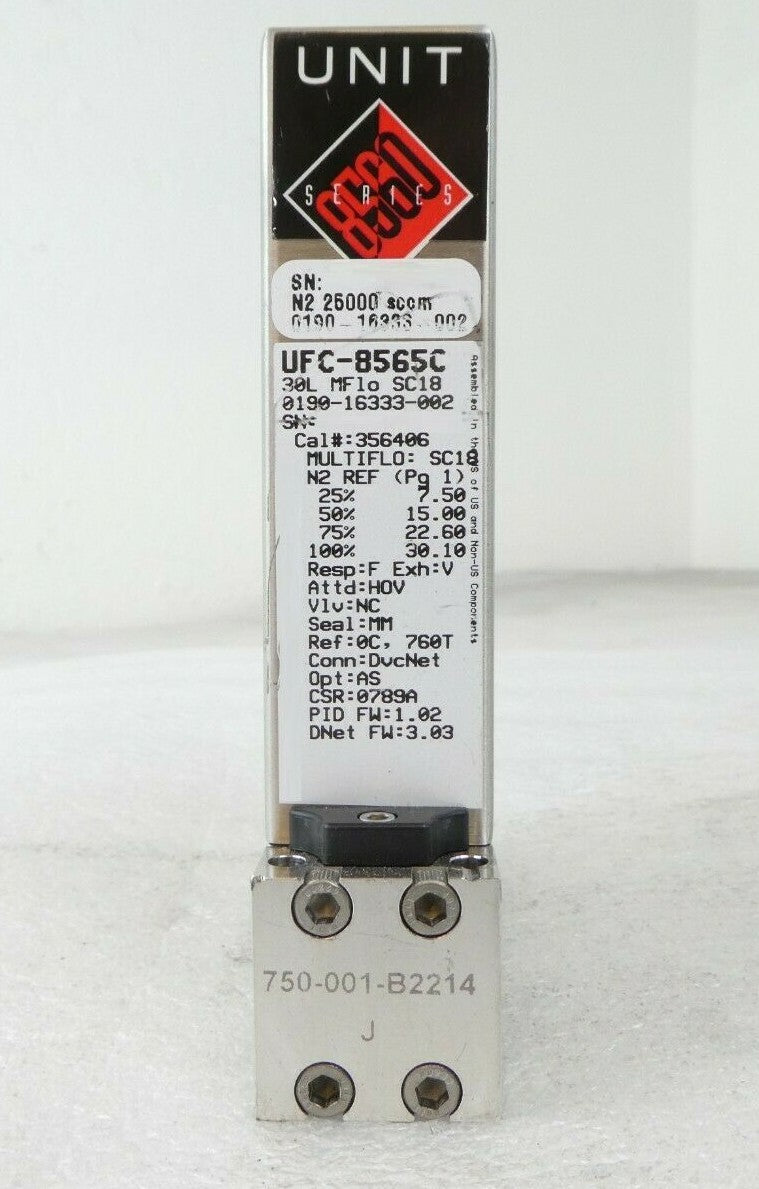 UNIT
8560
SERIES
SN:
N2 25000 sccm
0190-16333-002
UFC-8565C
30L MFlo SC18
0190-16333-002
SN:
Cal#:356406
MULTIFLO: SC18
N2 REF (Pg 1)
25% 7.50
50% 15.00
75% 22.60
100% 30.10
Resp:F Exh:V
Attd:HOV
Vlv:NC
Seal:MM
Ref:0C, 760T
Conn:DvcNet
Opt:AS
CSR:0789A
PID FW:1.02
DNet FW:3.03
Assembled in the US of US and Non-US Components
750-001-B2214
J